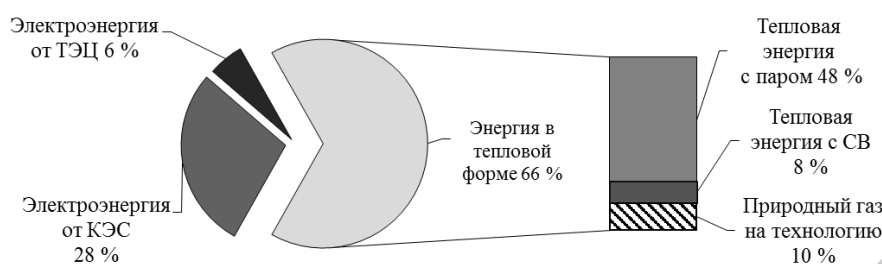 Электроэнергия
от ТЭЦ 6 %
Электроэнергия
от КЭС
28 %
Энергия в
тепловой
форме 66 %
Тепловая
энергия
с паром 48 %
Тепловая
энергия с СВ
8 %
Природный газ
на технологию
10 %